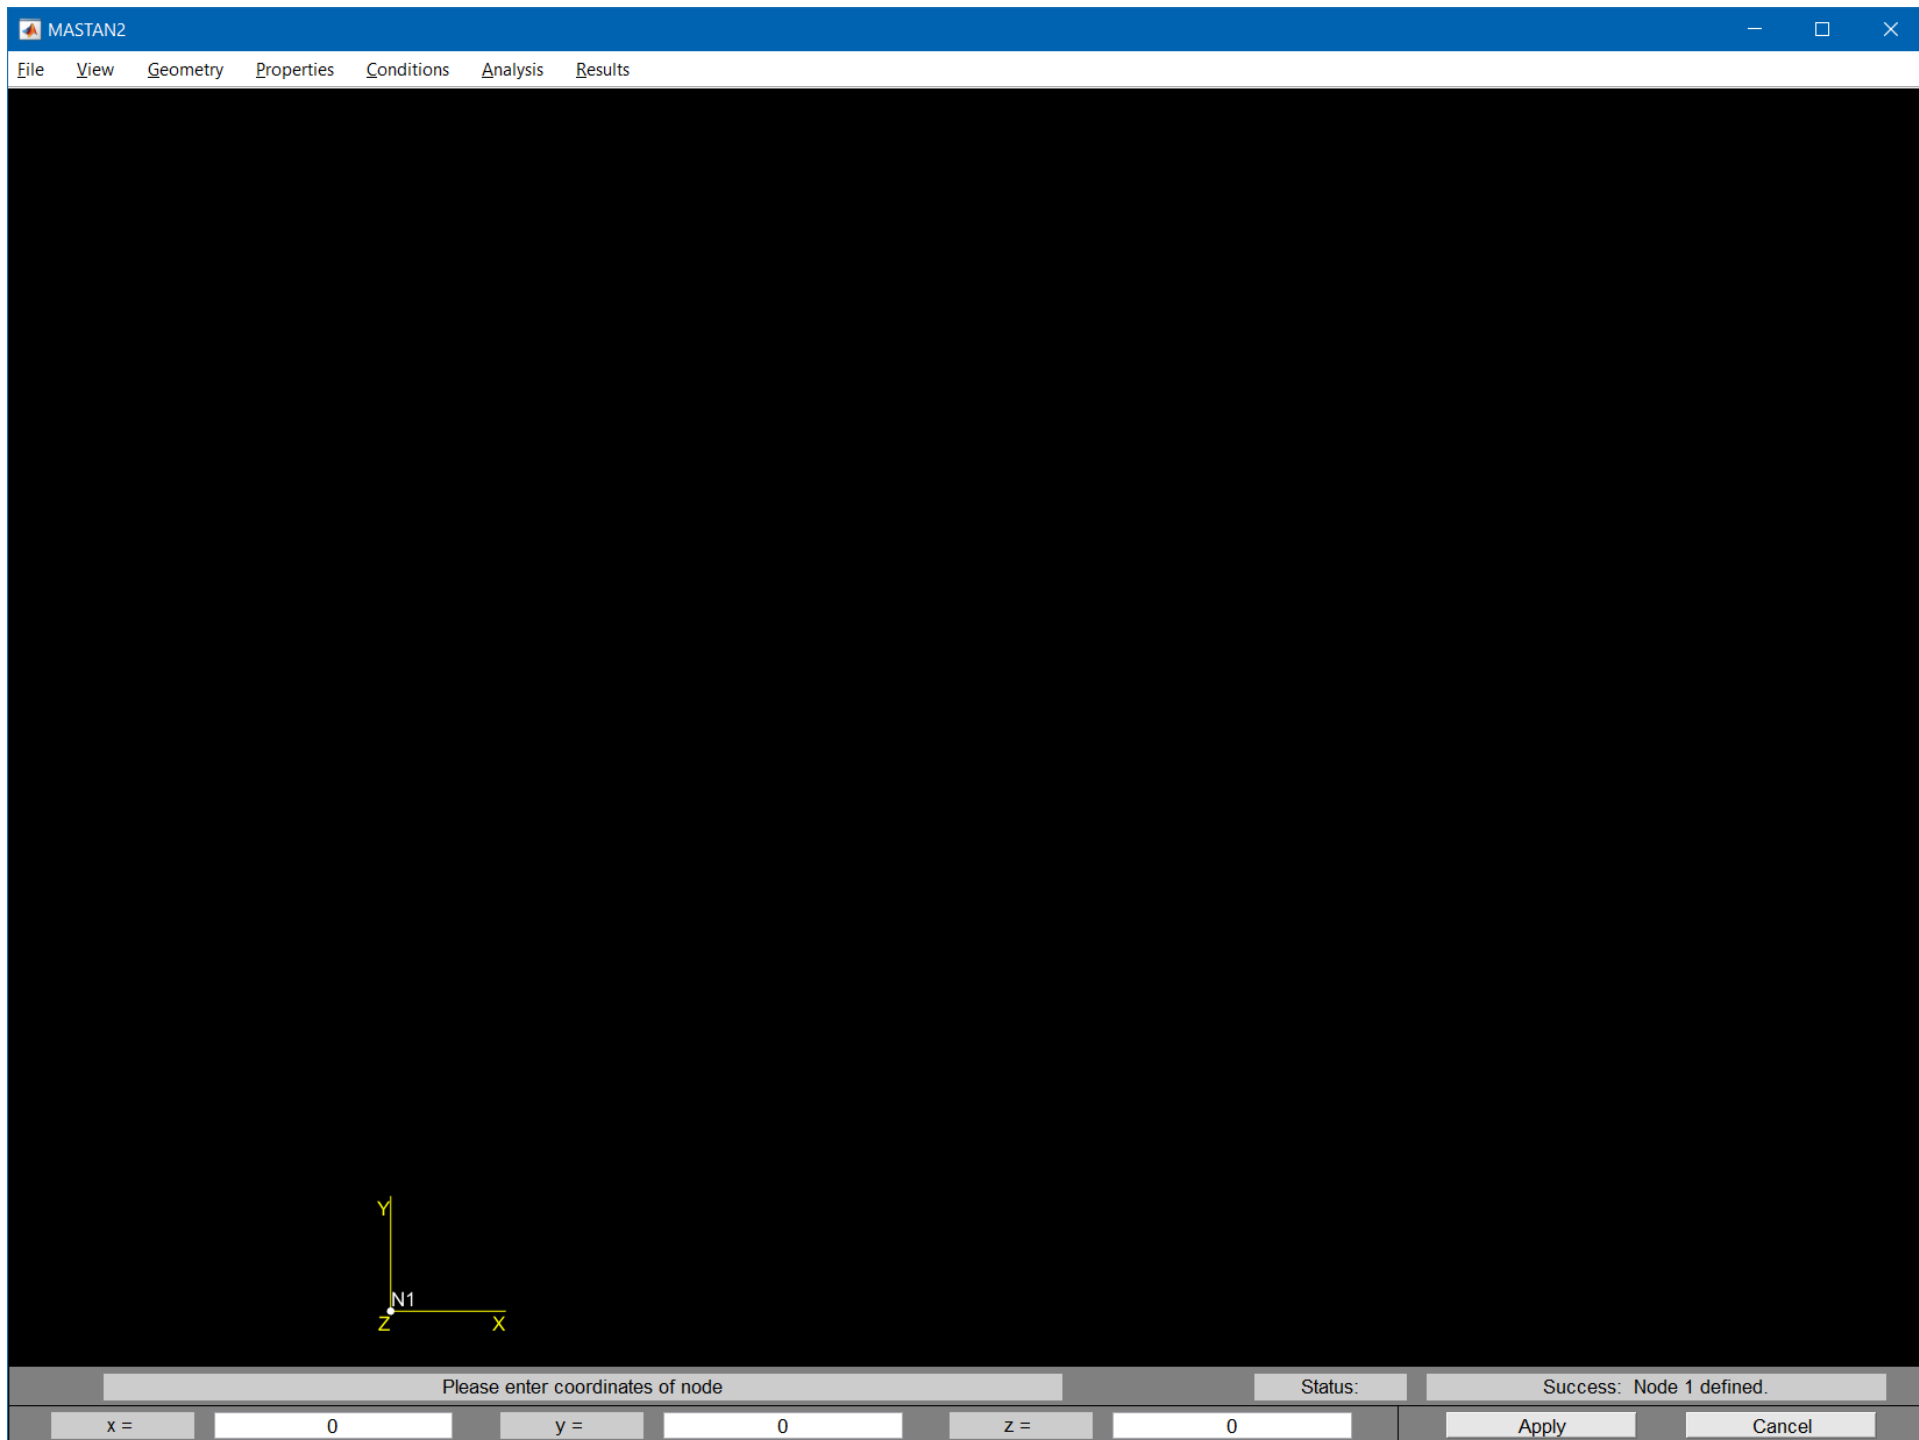 MASTAN2
File View Geometry Properties Conditions Analysis Results
Y
N1
Z X
Please enter coordinates of node Status: Success: Node 1 defined.
x = 0 y = 0 z = 0 Apply Cancel